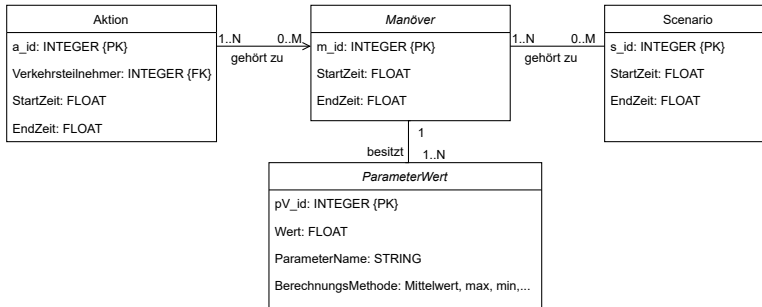 Aktion
a_id: INTEGER {PK}
Verkehrsteilnehmer: INTEGER {FK}
StartZeit: FLOAT
EndZeit: FLOAT
1..N
0..M
gehört zu
Manöver
m_id: INTEGER {PK}
StartZeit: FLOAT
EndZeit: FLOAT
1..N
0..M
gehört zu
Scenario
s_id: INTEGER {PK}
StartZeit: FLOAT
EndZeit: FLOAT
1
besitzt
1..N
ParameterWert
pV_id: INTEGER {PK}
Wert: FLOAT
ParameterName: STRING
BerechnungsMethode: Mittelwert, max, min,...